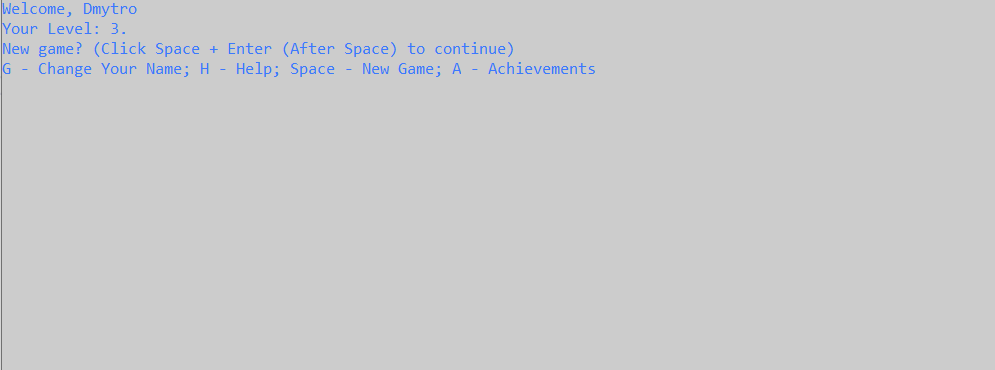 Welcome, Dmytro
Your Level: 3.
New game? (Click Space + Enter (After Space) to continue)
G - Change Your Name; H - Help; Space - New Game; A - Achievements